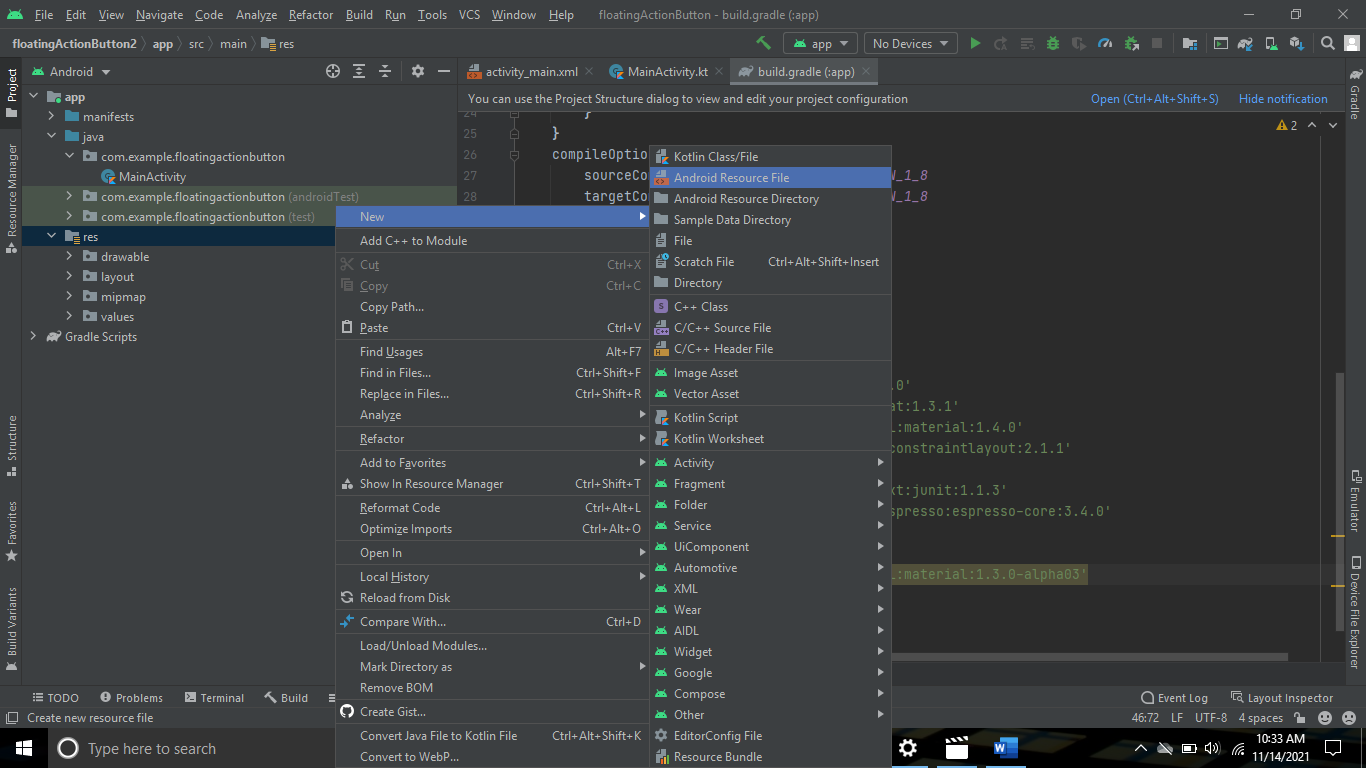 File Edit View Navigate Code Analyze Refactor Build Run Tools VCS Window Help floatingActionButton - build.gradle (:app)
floatingActionButton2 app src main res app No Devices
Android activity_main.xml MainActivity.kt build.gradle (:app)
You can use the Project Structure dialog to view and edit your project configuration Open (Ctrl+Alt+Shift+S) Hide notification
Project
Resource Manager
Structure
Favorites
Build Variants
app
manifests
java
com.example.floatingactionbutton
MainActivity
com.example.floatingactionbutton (androidTest)
com.example.floatingactionbutton (test)
res
drawable
layout
mipmap
values
Gradle Scripts
24 }
25 }
26 compileOptio
27 sourceCo N_1_8
28 targetCo N_1_8
2
.0'
at:1.3.1'
l:material:1.4.0'
constraintlayout:2.1.1'
xt:junit:1.1.3'
spresso:espresso-core:3.4.0'
l:material:1.3.0-alpha03'
New
Add C++ to Module
Cut Ctrl+X
Copy Ctrl+C
Copy Path...
Paste Ctrl+V
Find Usages Alt+F7
Find in Files... Ctrl+Shift+F
Replace in Files... Ctrl+Shift+R
Analyze
Refactor
Add to Favorites
Show In Resource Manager Ctrl+Shift+T
Reformat Code Ctrl+Alt+L
Optimize Imports Ctrl+Alt+O
Open In
Local History
Reload from Disk
Compare With... Ctrl+D
Load/Unload Modules...
Mark Directory as
Remove BOM
Create Gist...
Convert Java File to Kotlin File Ctrl+Alt+Shift+K
Convert to WebP...
Kotlin Class/File
Android Resource File
Android Resource Directory
Sample Data Directory
File
Scratch File Ctrl+Alt+Shift+Insert
Directory
S C++ Class
C++ C/C++ Source File
H C/C++ Header File
Image Asset
Vector Asset
Kotlin Script
Kotlin Worksheet
Activity
Fragment
Folder
Service
UiComponent
Automotive
XML
Wear
AIDL
Widget
Google
Compose
Other
EditorConfig File
Resource Bundle
Gradle
Emulator
Device File Explorer
TODO Problems Terminal Build Event Log Layout Inspector
Create new resource file 46:72 LF UTF-8 4 spaces
Type here to search W 10:33 AM
11/14/2021